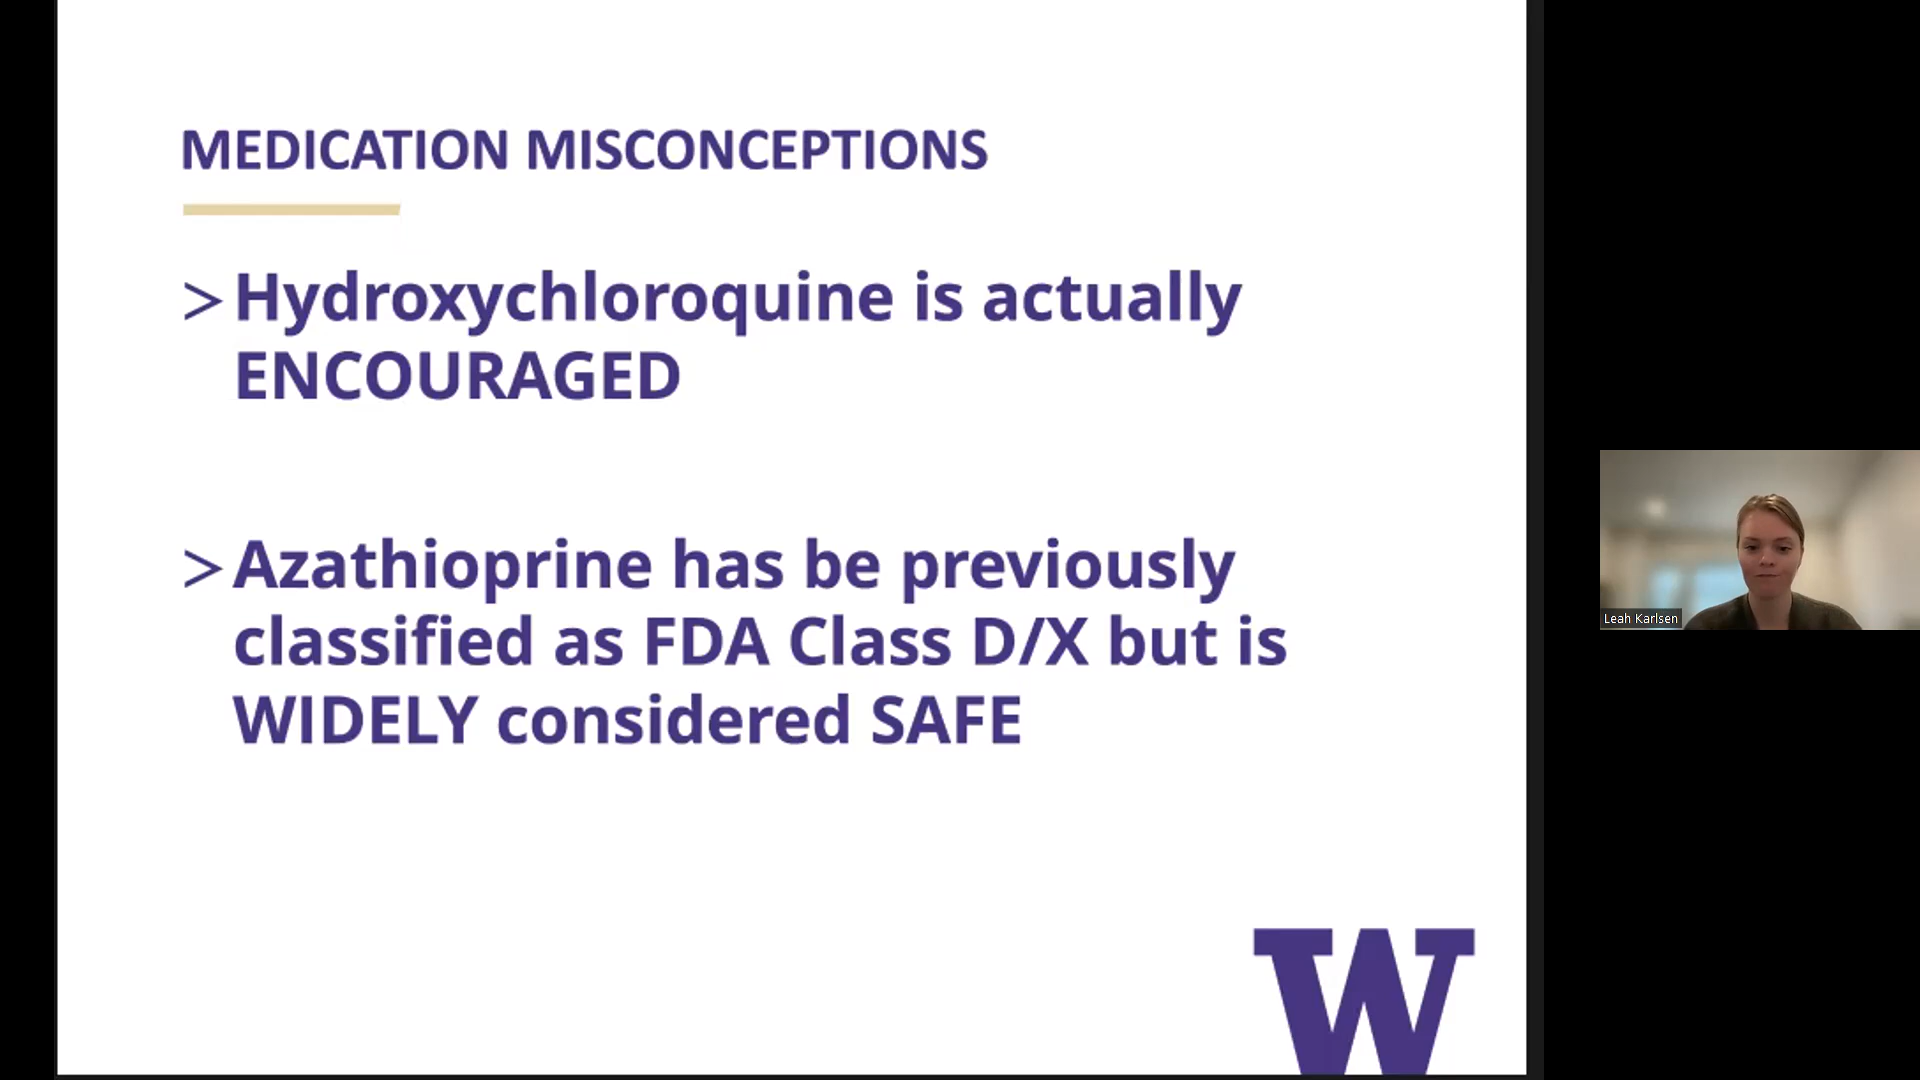 MEDICATION MISCONCEPTIONS
> Hydroxychloroquine is actually
ENCOURAGED
> Azathioprine has be previously
classified as FDA Class D/X but is
WIDELY considered SAFE
W
Leah Karlsen